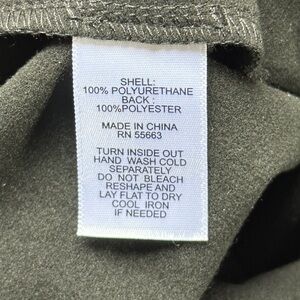 SHELL:
100% POLYURETHANE
BACK :
100%POLYESTER
MADE IN CHINA
RN 55663
TURN INSIDE OUT
HAND WASH COLD
SEPARATELY
DO NOT BLEACH
RESHAPE AND
LAY FLAT TO DRY
COOL IRON
IF NEEDED